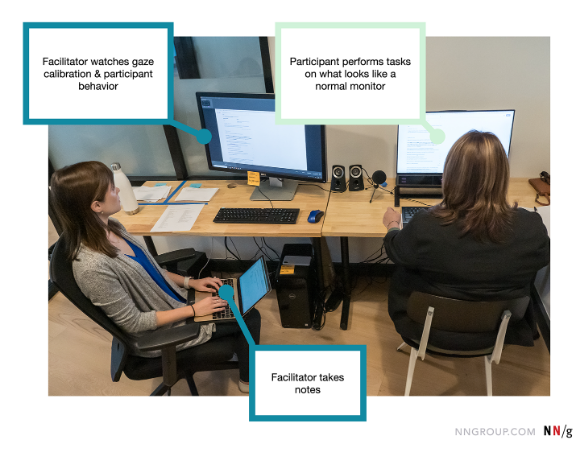 Facilitator watches gaze
calibration & participant
behavior
Participant performs tasks
on what looks like a
normal monitor
Facilitator takes
notes
NNGROUP.COM NN/g